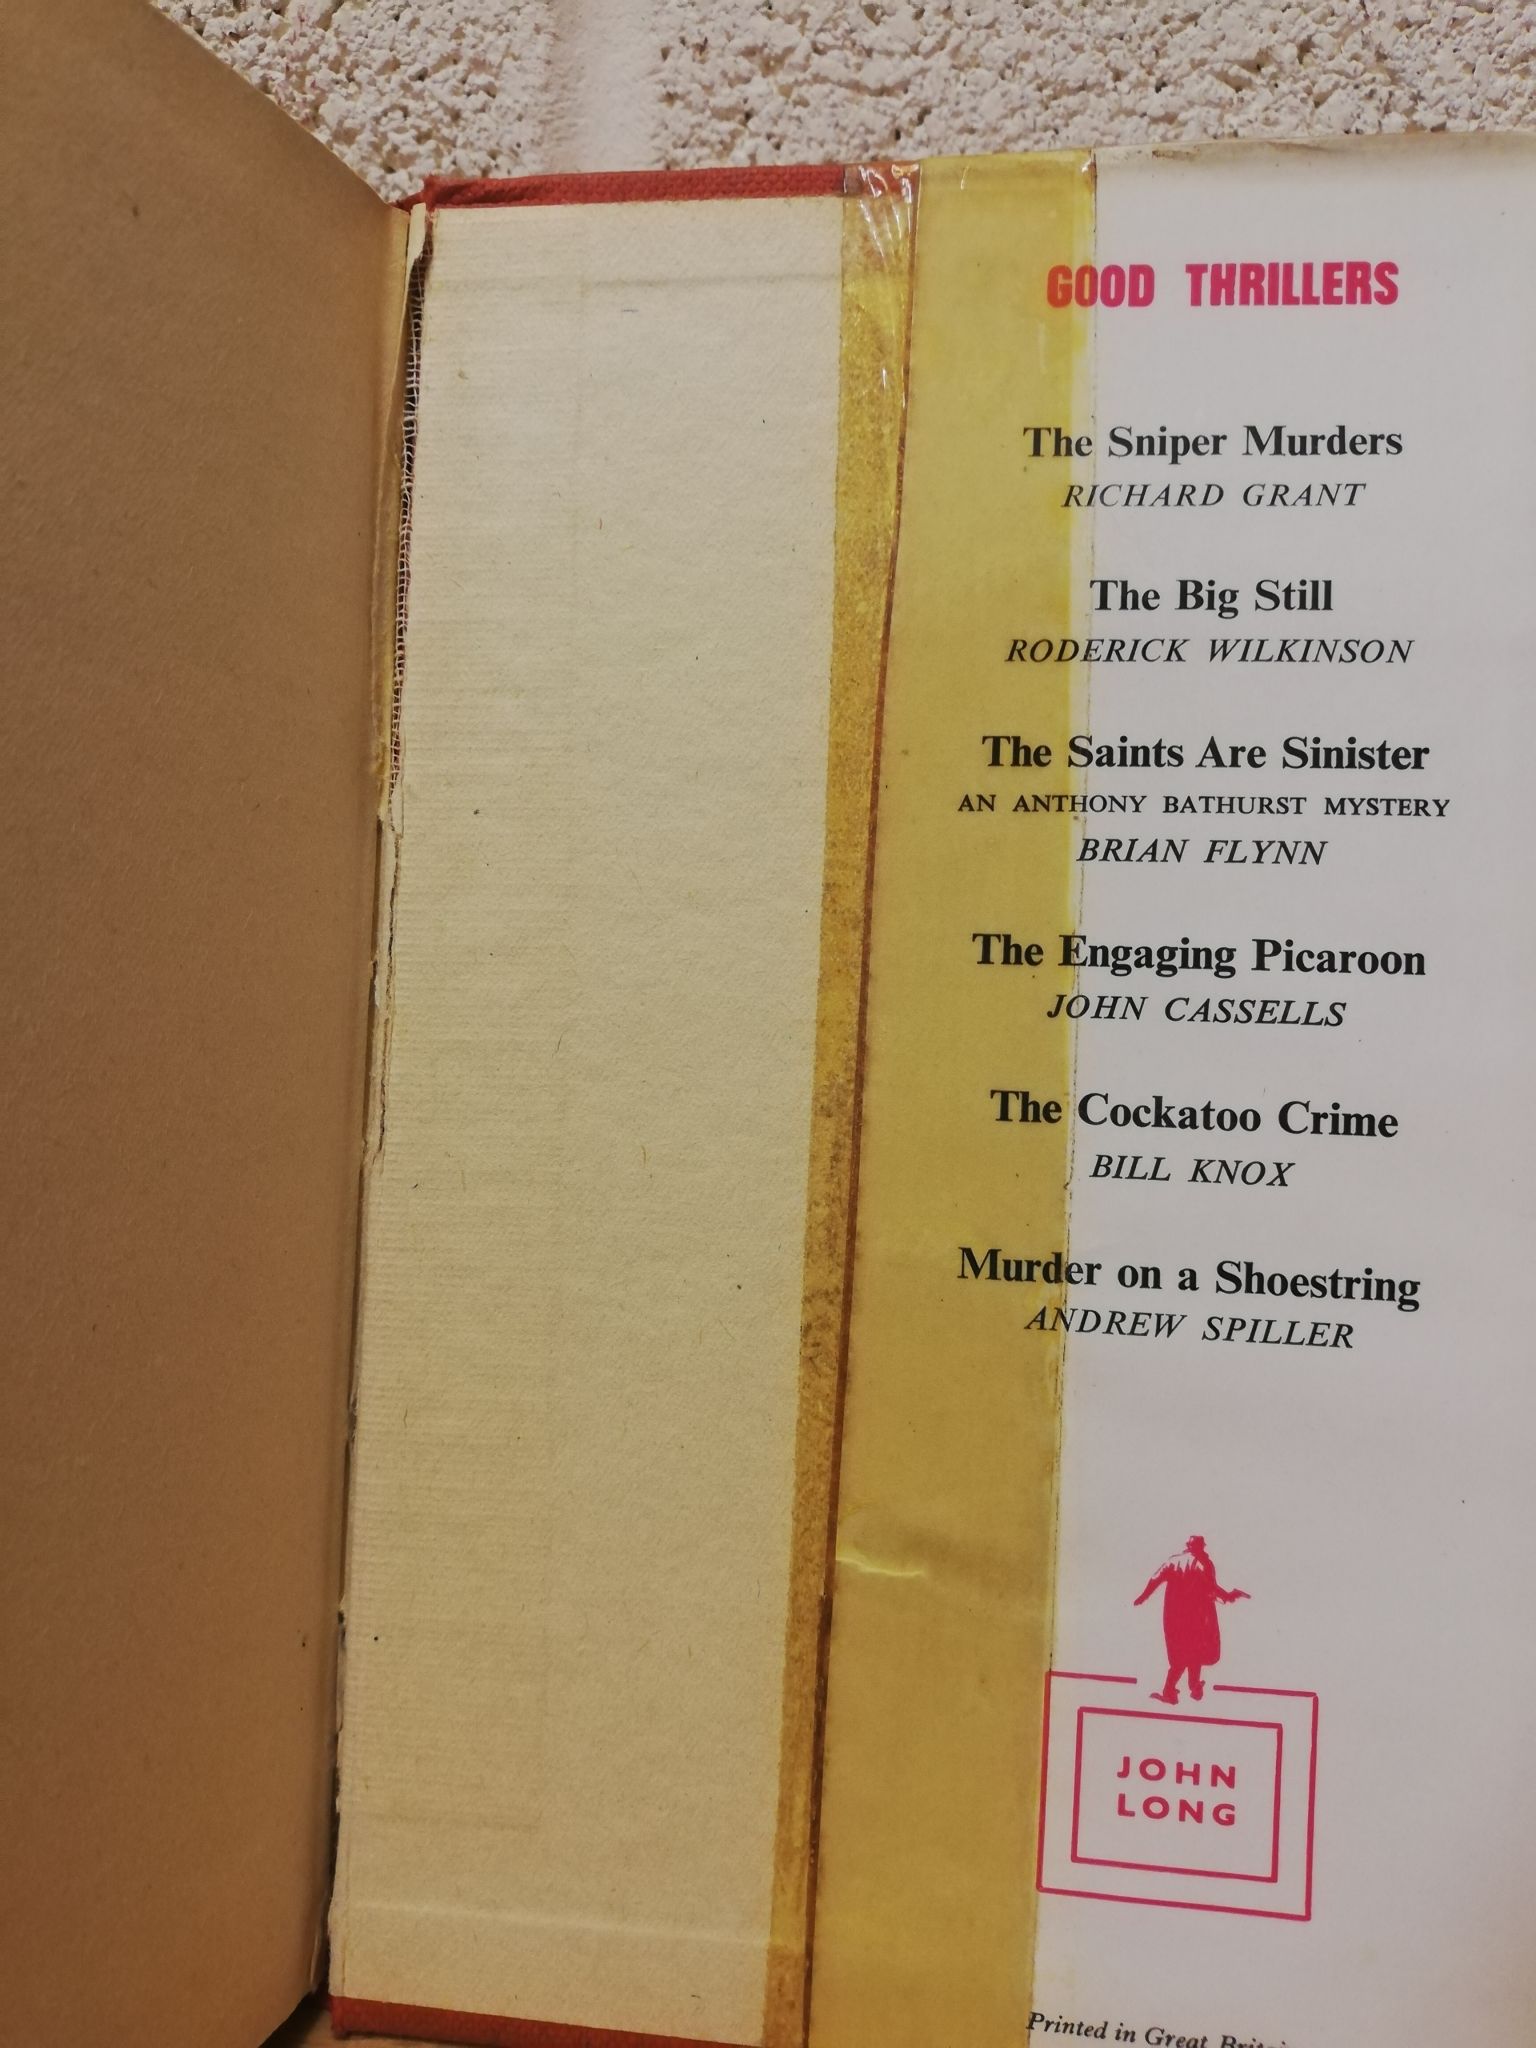 GOOD THRILLERS
The Sniper Murders
RICHARD GRANT
The Big Still
RODERICK WILKINSON
The Saints Are Sinister
AN ANTHONY BATHURST MYSTERY
BRIAN FLYNN
The Engaging Picaroon
JOHN CASSELLS
The Cockatoo Crime
BILL KNOX
Murder on a Shoestring
ANDREW SPILLER
JOHN
LONG
Printed in Great